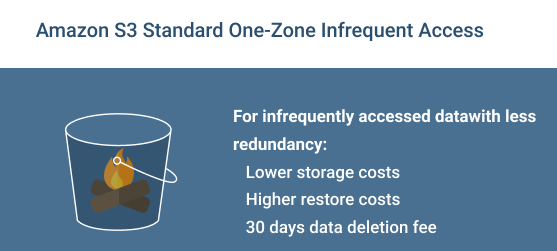 Amazon S3 Standard One-Zone Infrequent Access
For infrequently accessed datawith less
redundancy:
Lower storage costs
Higher restore costs
30 days data deletion fee